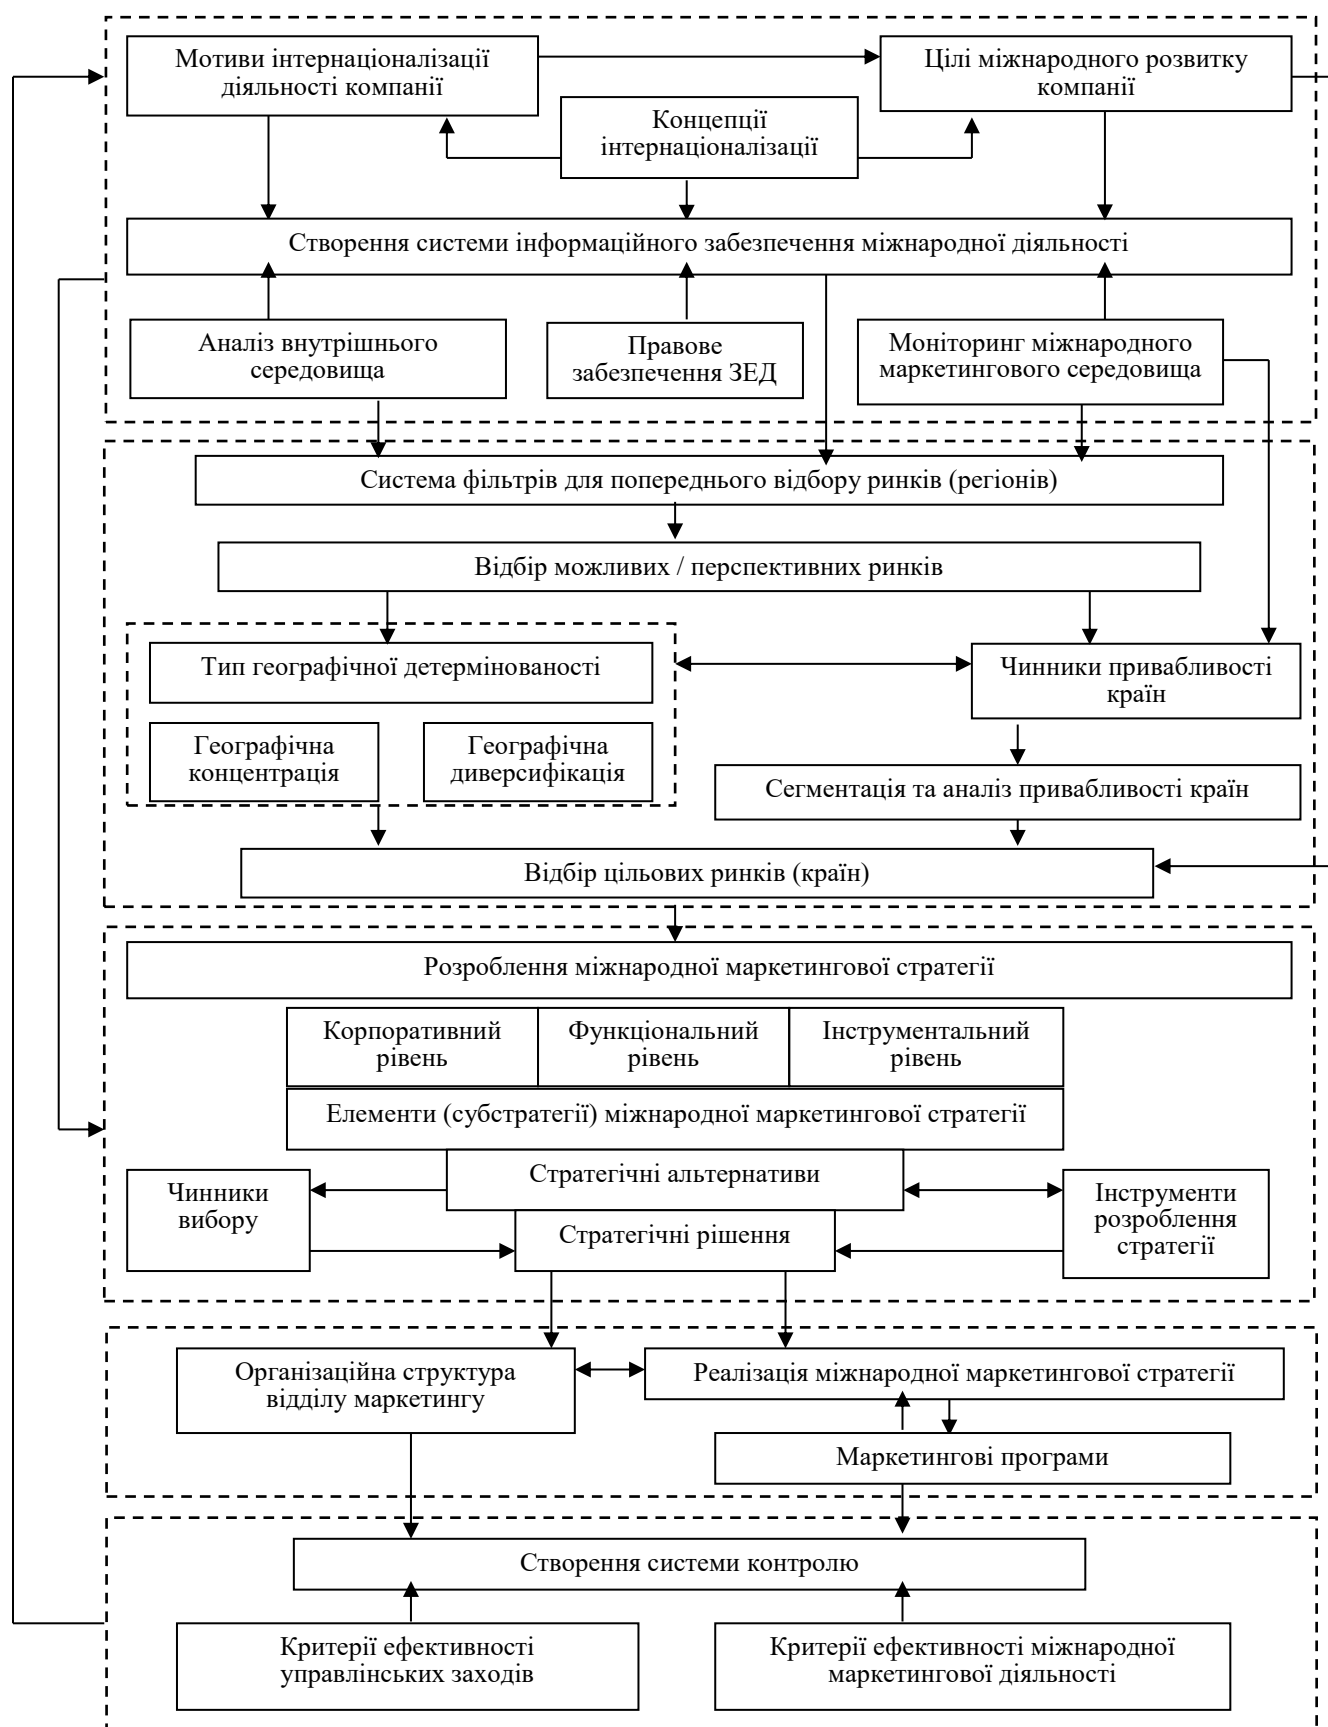 Мотиви інтернаціоналізації
діяльності компанії
Цілі міжнародного розвитку
компанії
Концепції
інтернаціоналізації
Створення системи інформаційного забезпечення міжнародної діяльності
Аналіз внутрішнього
середовища
Правове
забезпечення ЗЕД
Моніторинг міжнародного
маркетингового середовища
Система фільтрів для попереднього відбору ринків (регіонів)
Відбір можливих / перспективних ринків
Тип географічної детермінованості
Чинники привабливості
країн
Географічна
концентрація
Географічна
диверсифікація
Сегментація та аналіз привабливості країн
Відбір цільових ринків (країн)
Розроблення міжнародної маркетингової стратегії
Корпоративний
рівень
Функціональний
рівень
Інструментальний
рівень
Елементи (субстратегії) міжнародної маркетингової стратегії
Стратегічні альтернативи
Чинники
вибору
Інструменти
розроблення
стратегії
Стратегічні рішення
Організаційна структура
відділу маркетингу
Реалізація міжнародної маркетингової стратегії
Маркетингові програми
Створення системи контролю
Критерії ефективності
управлінських заходів
Критерії ефективності міжнародної
маркетингової діяльності